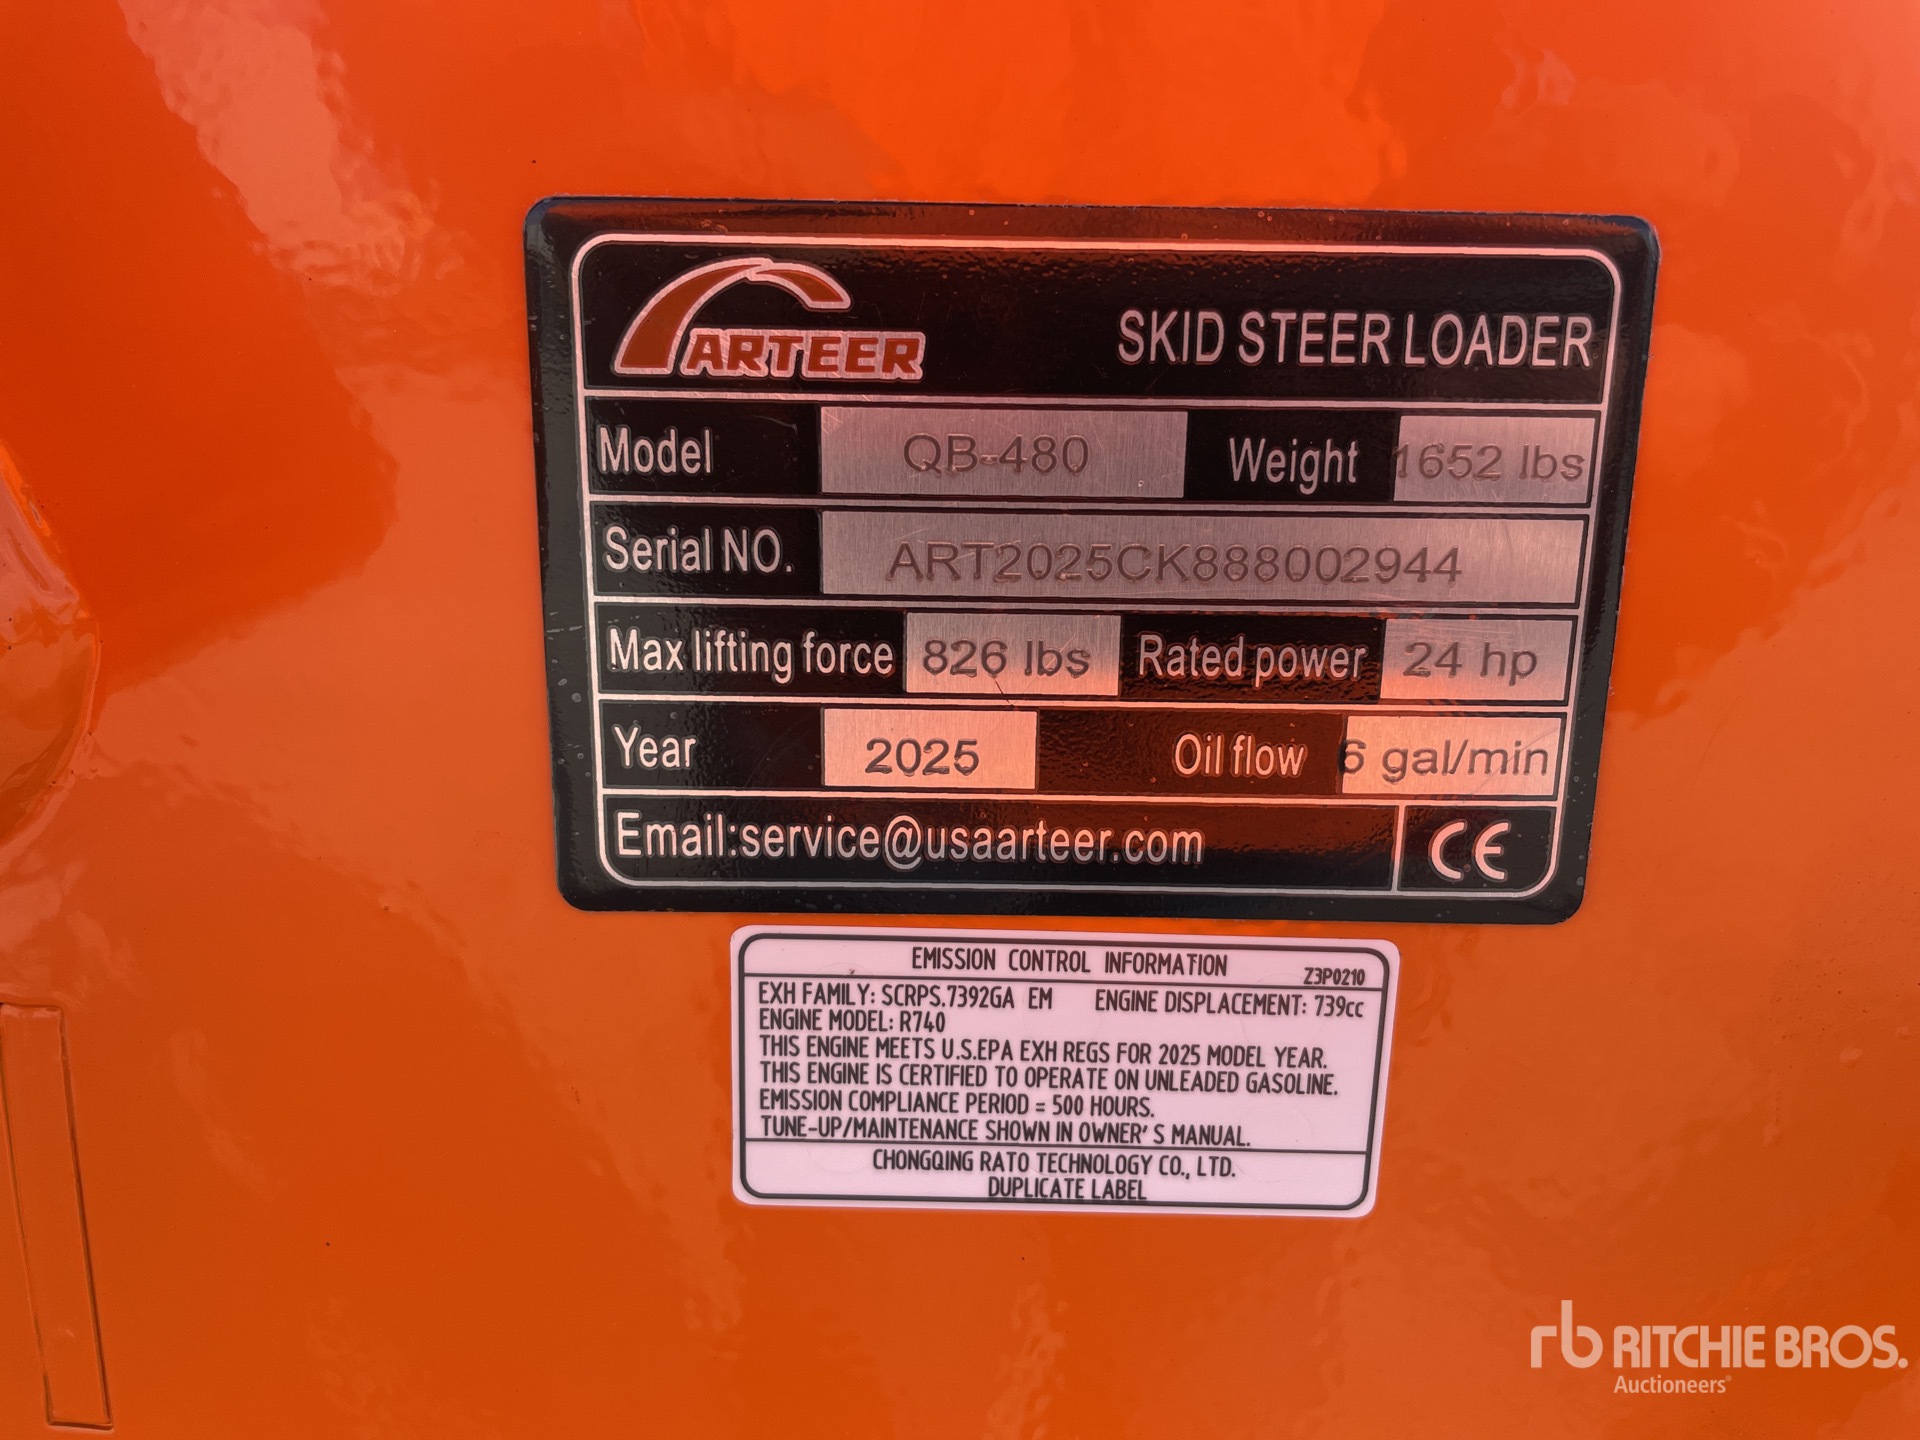 ARTEER
SKID STEER LOADER
Model QB-480 Weight 1652 lbs
Serial NO. ART2025CK888002944
Max lifting force 826 lbs Rated power 24 hp
Year 2025 Oil flow 6 gal/min
Email:service@usaarteer.com CE
EMISSION CONTROL INFORMATION Z3P0210
EXH FAMILY: SCRPS.7392GA EM ENGINE DISPLACEMENT: 739cc
ENGINE MODEL: R740
THIS ENGINE MEETS U.S.EPA EXH REGS FOR 2025 MODEL YEAR.
THIS ENGINE IS CERTIFIED TO OPERATE ON UNLEADED GASOLINE.
EMISSION COMPLIANCE PERIOD = 500 HOURS.
TUNE-UP/MAINTENANCE SHOWN IN OWNER' S MANUAL.
CHONGQING RATO TECHNOLOGY CO., LTD.
DUPLICATE LABEL
rb RITCHIE BROS.
Auctioneers